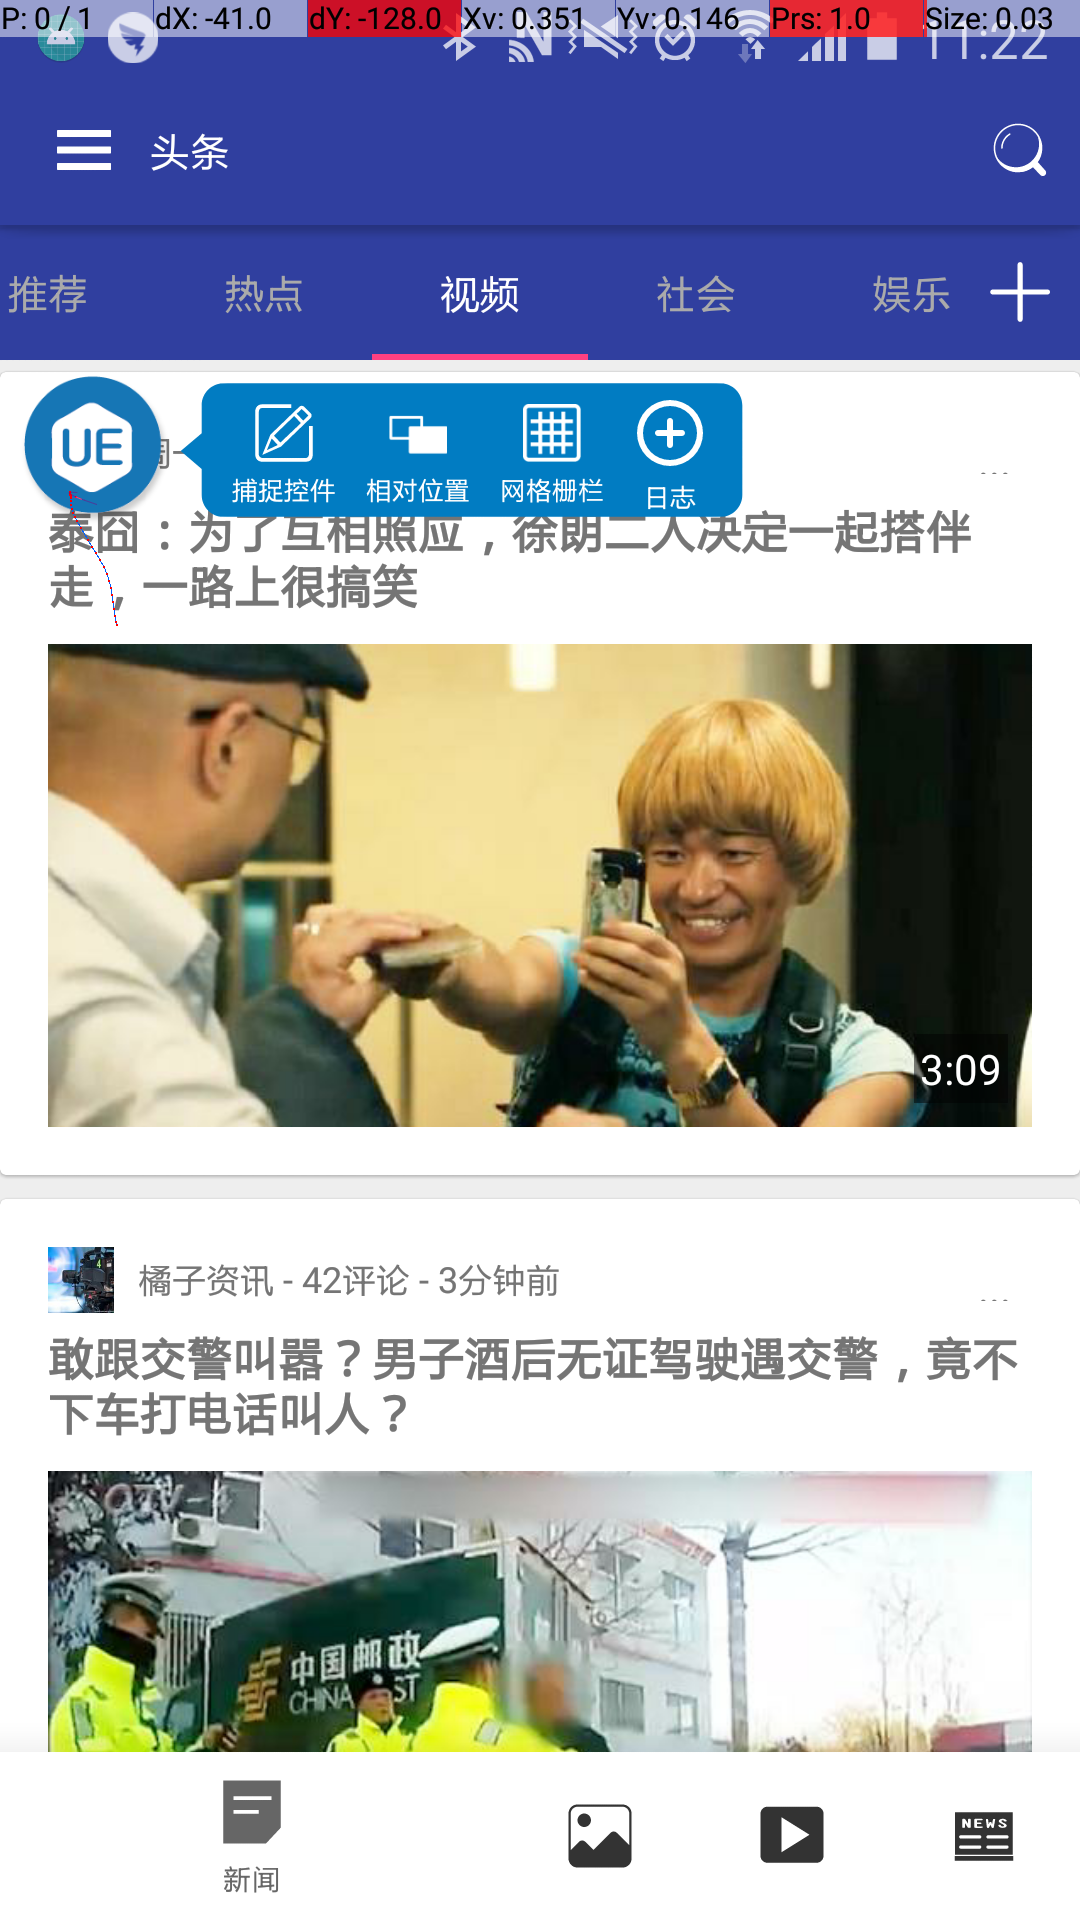 P: 0 / 1 dX: -41.0 dY: -128.0 Xv: 0.351 Yv: 0.146 Prs: 1.0 Size: 0.03
11:22
头条
推荐 热点 视频 社会 娱乐
UE
捕捉控件 相对位置 网格栅栏 日志
...
泰囧：为了互相照应，徐朗二人决定一起搭伴
走，一路上很搞笑
3:09
橘子资讯 - 42评论 - 3分钟前
...
敢跟交警叫嚣？男子酒后无证驾驶遇交警，竟不
下车打电话叫人？
中国邮政
CHINA ST
NEWS
新闻